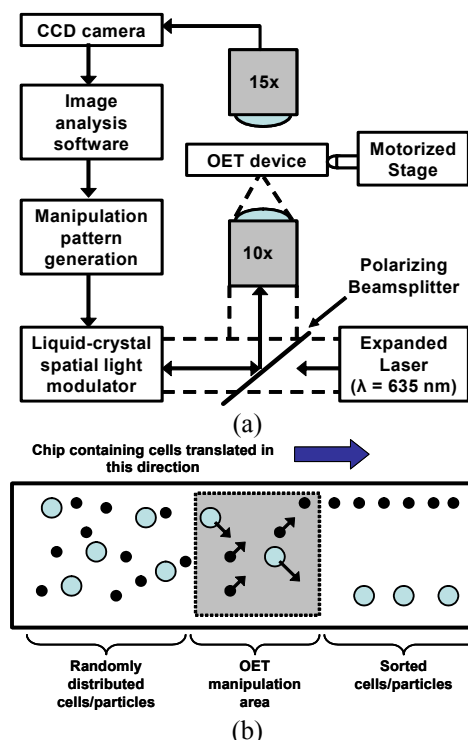 CCD camera
Image
analysis
software
Manipulation
pattern
generation
Liquid-crystal
spatial light
modulator
15x
OET device
Motorized
Stage
10x
Polarizing
Beamsplitter
Expanded
Laser
(λ = 635 nm)
(a)
Chip containing cells translated in
this direction
Randomly
distributed
cells/particles
OET
manipulation
area
Sorted
cells/particles
(b)